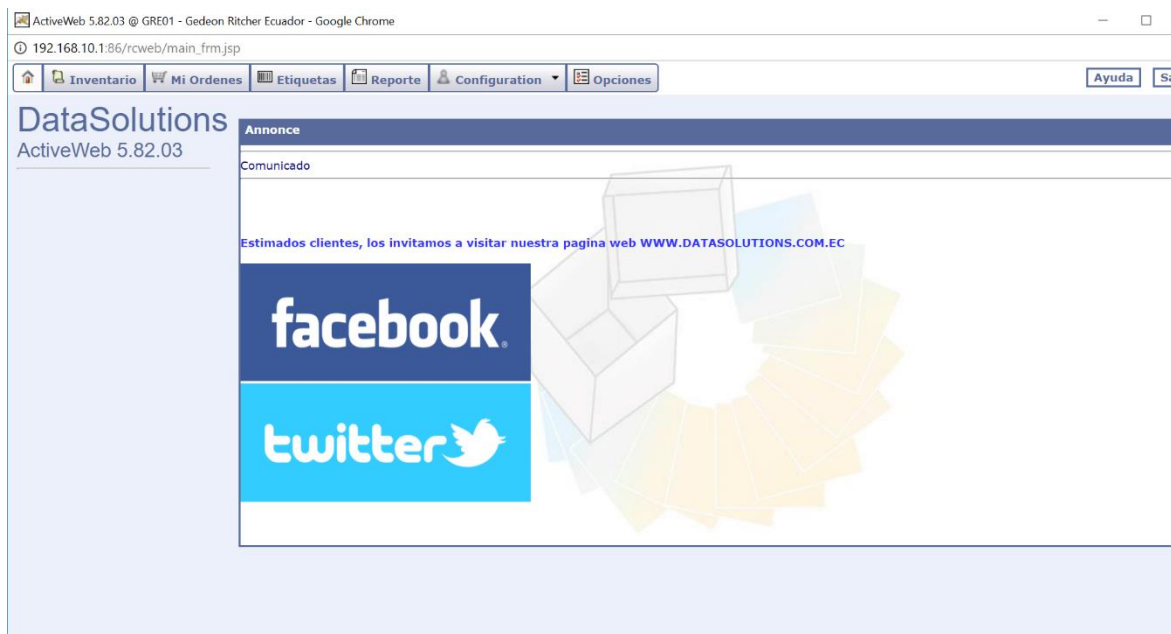 ActiveWeb 5.82.03 @ GRE01 - Gedeon Ritcher Ecuador - Google Chrome
192.168.10.1:86/rcweb/main_frm.jsp
Inventario Mi Ordenes Etiquetas Reporte Configuration Opciones Ayuda
DataSolutions
ActiveWeb 5.82.03
Annonce
Comunicado
Estimados clientes, los invitamos a visitar nuestra pagina web WWW.DATASOLUTIONS.COM.EC
facebook
twitter